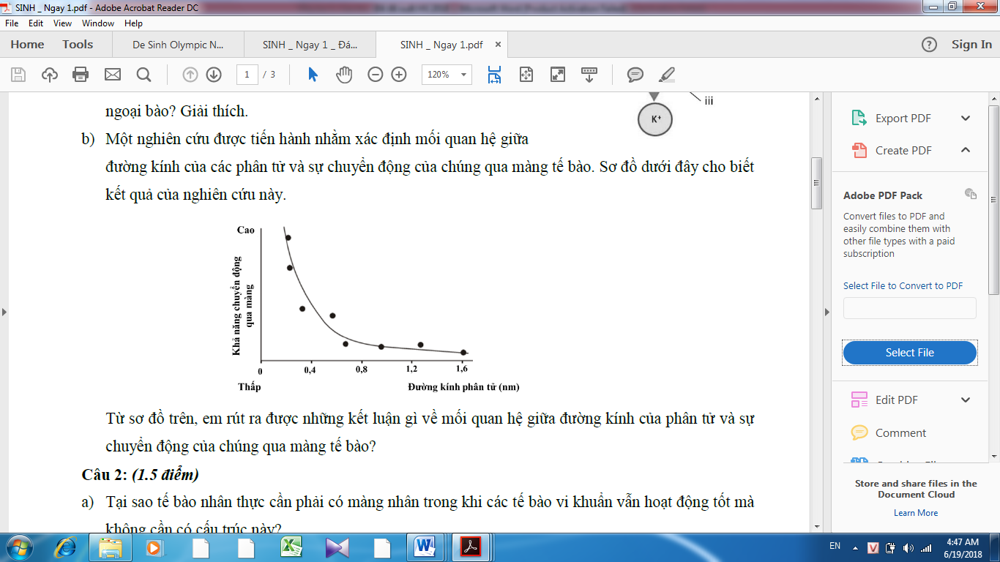 SINH _ Ngay 1.pdf - Adobe Acrobat Reader DC
File Edit View Window Help
Home Tools De Sinh Olympic N... SINH _ Ngay 1 _ Đá... SINH _ Ngay 1.pdf × Sign In
1 / 3 120%
iii
ngoại bào? Giải thích.
K+
b) Một nghiên cứu được tiến hành nhằm xác định mối quan hệ giữa
đường kính của các phân tử và sự chuyển động của chúng qua màng tế bào. Sơ đồ dưới đây cho biết
kết quả của nghiên cứu này.
Cao
Khả năng chuyển động
qua màng
0 0,4 0,8 1,2 1,6
Thấp Đường kính phân tử (nm)
Từ sơ đồ trên, em rút ra được những kết luận gì về mối quan hệ giữa đường kính của phân tử và sự
chuyển động của chúng qua màng tế bào?
Câu 2: (1.5 điểm)
a) Tại sao tế bào nhân thực cần phải có màng nhân trong khi các tế bào vi khuẩn vẫn hoạt động tốt mà
không cần có cấu trúc này?
Export PDF
Create PDF
Adobe PDF Pack
Convert files to PDF and
easily combine them with
other file types with a paid
subscription
Select File to Convert to PDF
Select File
Edit PDF
Comment
Store and share files in the
Document Cloud
Learn More
EN
4:47 AM
6/19/2018